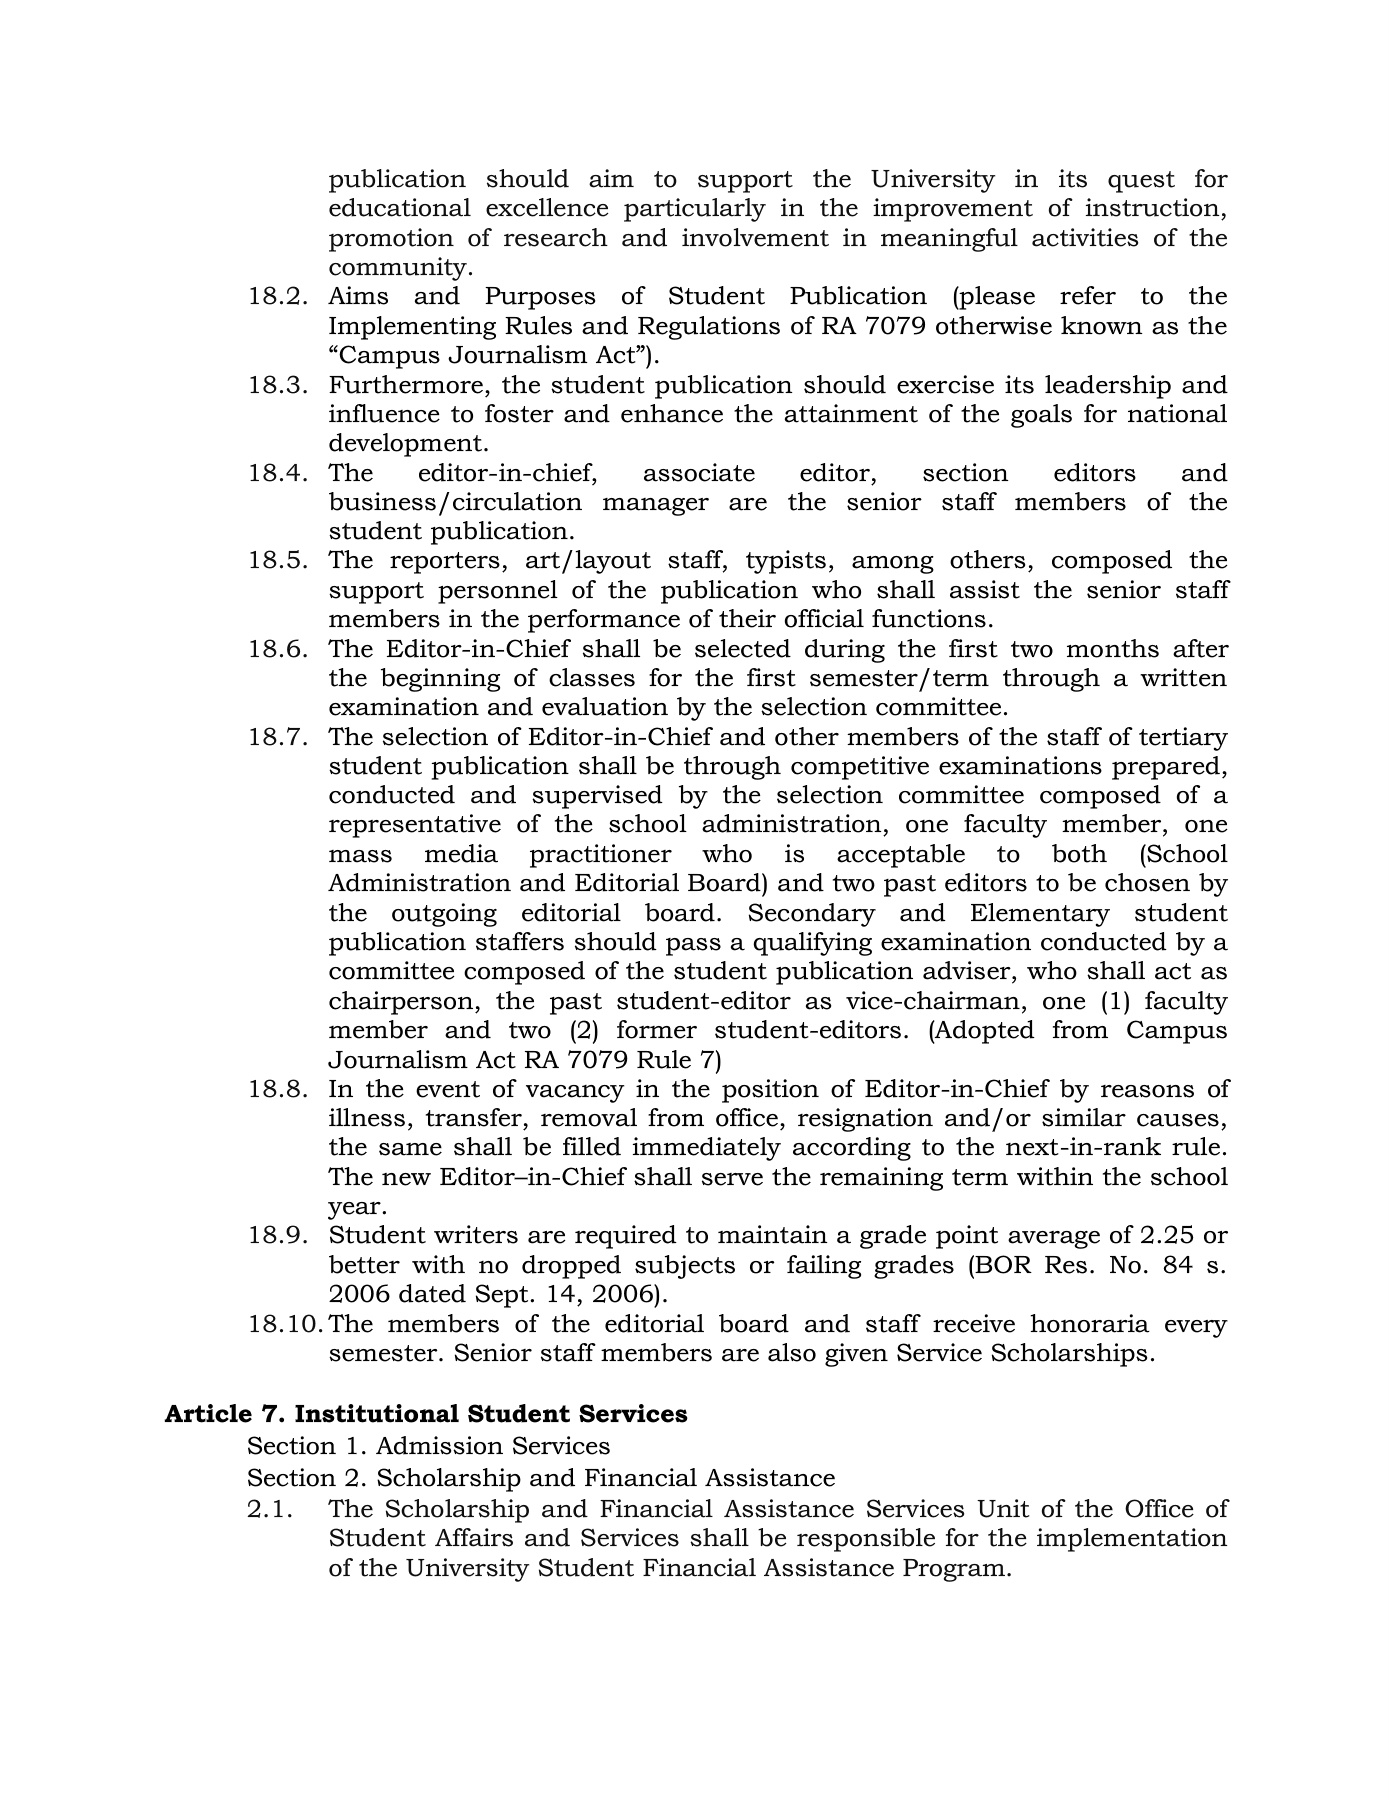 publication should aim to support the University in its quest for
educational excellence particularly in the improvement of instruction,
promotion of research and involvement in meaningful activities of the
community.
18.2. Aims and Purposes of Student Publication (please refer to the
Implementing Rules and Regulations of RA 7079 otherwise known as the
“Campus Journalism Act”).
18.3. Furthermore, the student publication should exercise its leadership and
influence to foster and enhance the attainment of the goals for national
development.
18.4. The editor-in-chief, associate editor, section editors and
business/circulation manager are the senior staff members of the
student publication.
18.5. The reporters, art/layout staff, typists, among others, composed the
support personnel of the publication who shall assist the senior staff
members in the performance of their official functions.
18.6. The Editor-in-Chief shall be selected during the first two months after
the beginning of classes for the first semester/term through a written
examination and evaluation by the selection committee.
18.7. The selection of Editor-in-Chief and other members of the staff of tertiary
student publication shall be through competitive examinations prepared,
conducted and supervised by the selection committee composed of a
representative of the school administration, one faculty member, one
mass media practitioner who is acceptable to both (School
Administration and Editorial Board) and two past editors to be chosen by
the outgoing editorial board. Secondary and Elementary student
publication staffers should pass a qualifying examination conducted by a
committee composed of the student publication adviser, who shall act as
chairperson, the past student-editor as vice-chairman, one (1) faculty
member and two (2) former student-editors. (Adopted from Campus
Journalism Act RA 7079 Rule 7)
18.8. In the event of vacancy in the position of Editor-in-Chief by reasons of
illness, transfer, removal from office, resignation and/or similar causes,
the same shall be filled immediately according to the next-in-rank rule.
The new Editor–in-Chief shall serve the remaining term within the school
year.
18.9. Student writers are required to maintain a grade point average of 2.25 or
better with no dropped subjects or failing grades (BOR Res. No. 84 s.
2006 dated Sept. 14, 2006).
18.10. The members of the editorial board and staff receive honoraria every
semester. Senior staff members are also given Service Scholarships.
Article 7. Institutional Student Services
Section 1. Admission Services
Section 2. Scholarship and Financial Assistance
2.1. The Scholarship and Financial Assistance Services Unit of the Office of
Student Affairs and Services shall be responsible for the implementation
of the University Student Financial Assistance Program.